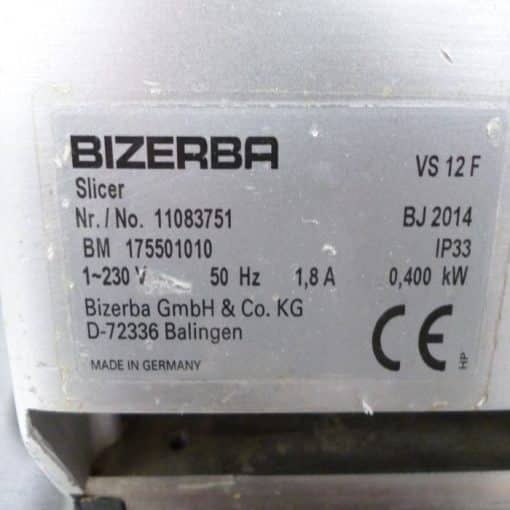 BIZERBA VS 12 F
Slicer
Nr. / No. 11083751 BJ 2014
BM 175501010 IP33
1~230 V 50 Hz 1,8 A 0,400 kW
Bizerba GmbH & Co. KG
D-72336 Balingen
CE HP
MADE IN GERMANY